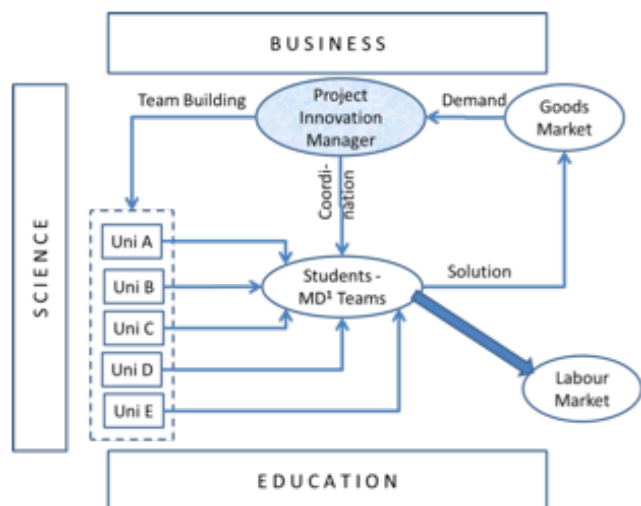 BUSINESS
Team Building
Project
Innovation
Manager
Demand
Goods
Market
SCIENCE
Coordi-
nation
Uni A
Uni B
Uni C
Uni D
Uni E
Students -
MD¹ Teams
Solution
Labour
Market
EDUCATION